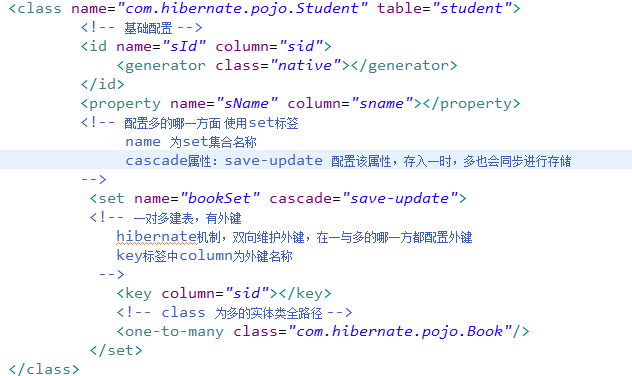 <class name="com.hibernate.pojo.Student" table="student">
<!-- 基础配置 -->
<id name="sId" column="sid">
<generator class="native"></generator>
</id>
<property name="sName" column="sname"></property>
<!-- 配置多的哪一方面 使用set标签
name 为set集合名称
cascade属性：save-update 配置该属性，存入一时，多也会同步进行存储
-->
<set name="bookSet" cascade="save-update">
<!-- 一对多建表，有外键
hibernate机制，双向维护外键，在一与多的哪一方都配置外键
key标签中column为外键名称
-->
<key column="sid"></key>
<!-- class 为多的实体类全路径 -->
<one-to-many class="com.hibernate.pojo.Book"/>
</set>
</class>